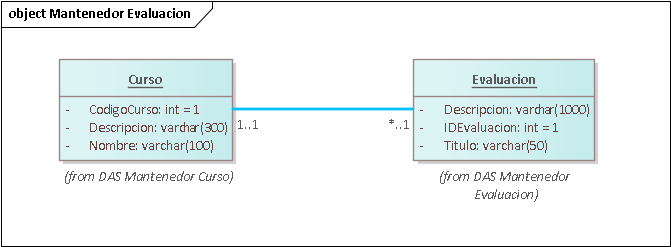 object Mantenedor Evaluacion
Curso
- CodigoCurso: int = 1
- Descripcion: varchar(300)
- Nombre: varchar(100)
(from DAS Mantenedor Curso)
1..1
*..1
Evaluacion
- Descripcion: varchar(1000)
- IDEvaluacion: int = 1
- Titulo: varchar(50)
(from DAS Mantenedor
Evaluacion)